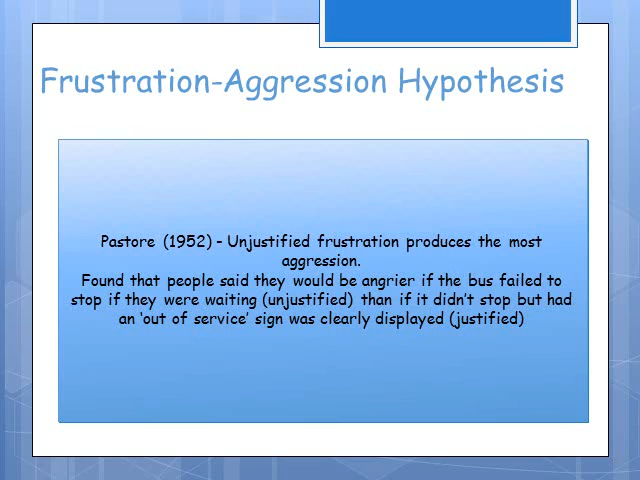 Frustration-Aggression Hypothesis
Pastore (1952) - Unjustified frustration produces the most
aggression.
Found that people said they would be angrier if the bus failed to
stop if they were waiting (unjustified) than if it didn't stop but had
an 'out of service' sign was clearly displayed (justified)